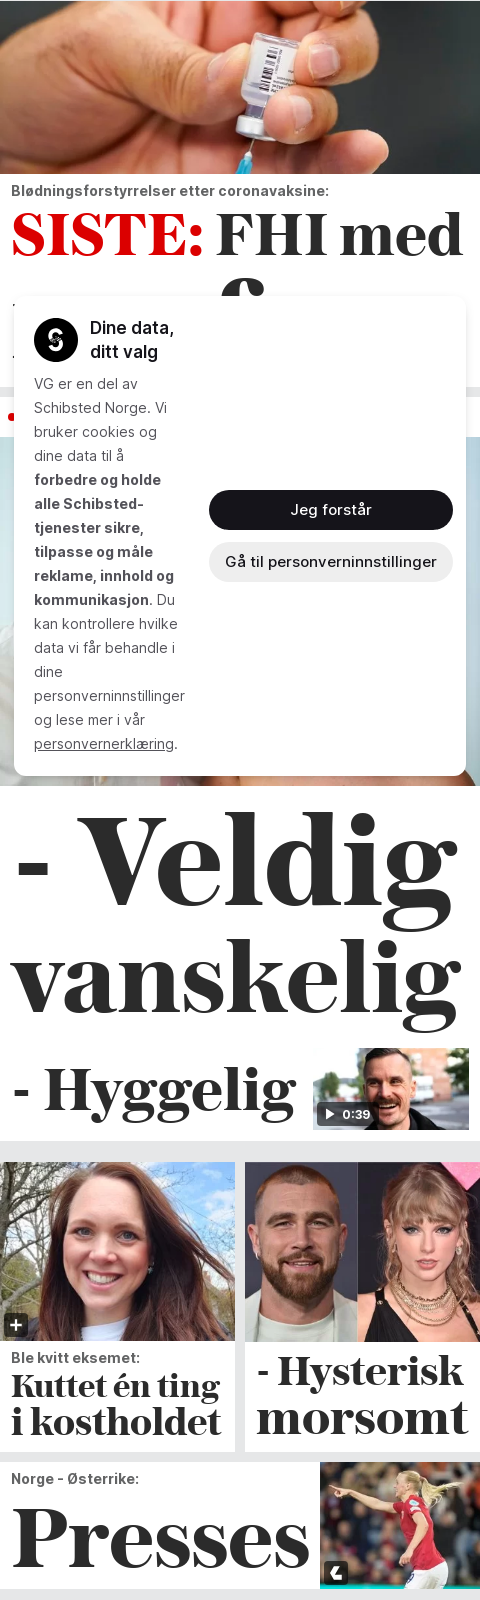 Blødningsforstyrrelser etter coronavaksine:
SISTE: FHI med
Dine data,
ditt valg
VG er en del av
Schibsted Norge. Vi
bruker cookies og
dine data til å
forbedre og holde
alle Schibsted-
tjenester sikre,
tilpasse og måle
reklame, innhold og
kommunikasjon. Du
kan kontrollere hvilke
data vi får behandle i
dine
personverninnstillinger
og lese mer i vår
personvernerklæring.
Jeg forstår
Gå til personverninnstillinger
- Veldig
vanskelig
- Hyggelig
0:39
Ble kvitt eksemet:
Kuttet én ting
i kostholdet
- Hysterisk
morsomt
Norge - Østerrike:
Presses